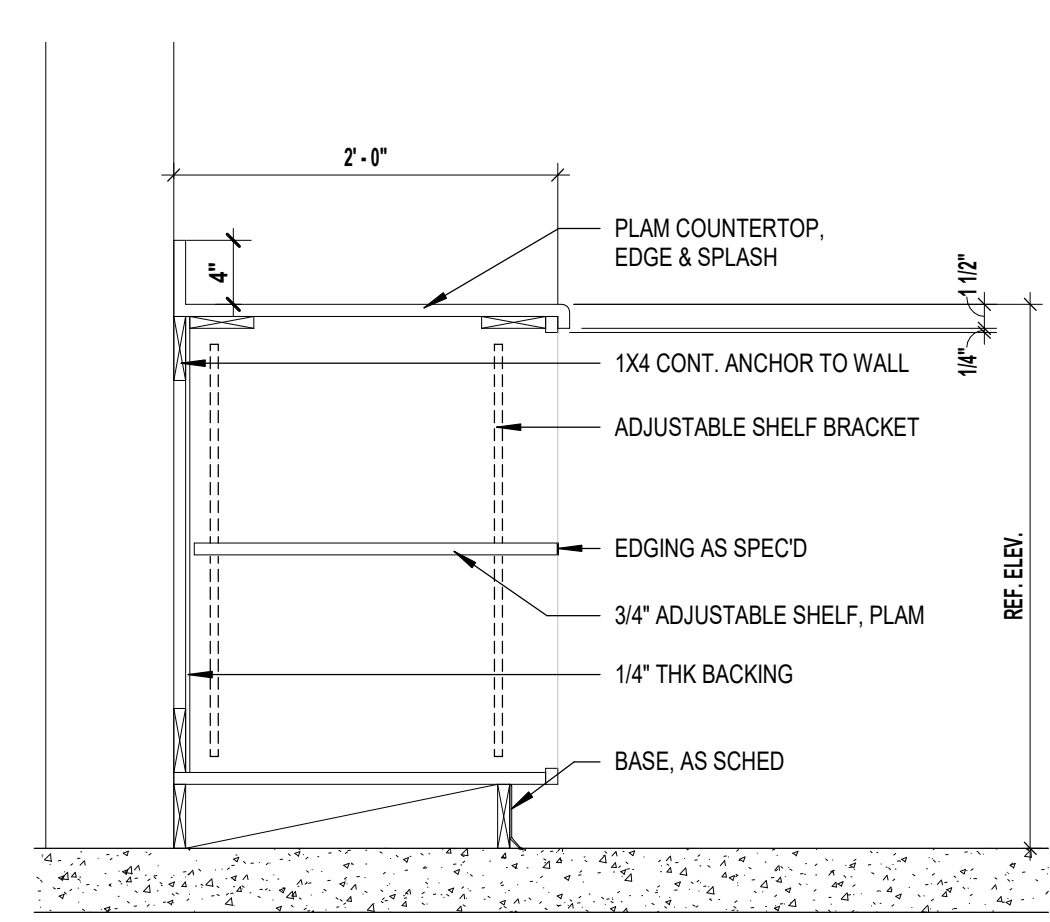 2' - 0"
PLAM COUNTERTOP,
EDGE & SPLASH
4"
1 1/2"
1/4"
1X4 CONT. ANCHOR TO WALL
ADJUSTABLE SHELF BRACKET
EDGING AS SPEC'D
REF. ELEV.
3/4" ADJUSTABLE SHELF, PLAM
1/4" THK BACKING
BASE, AS SCHED